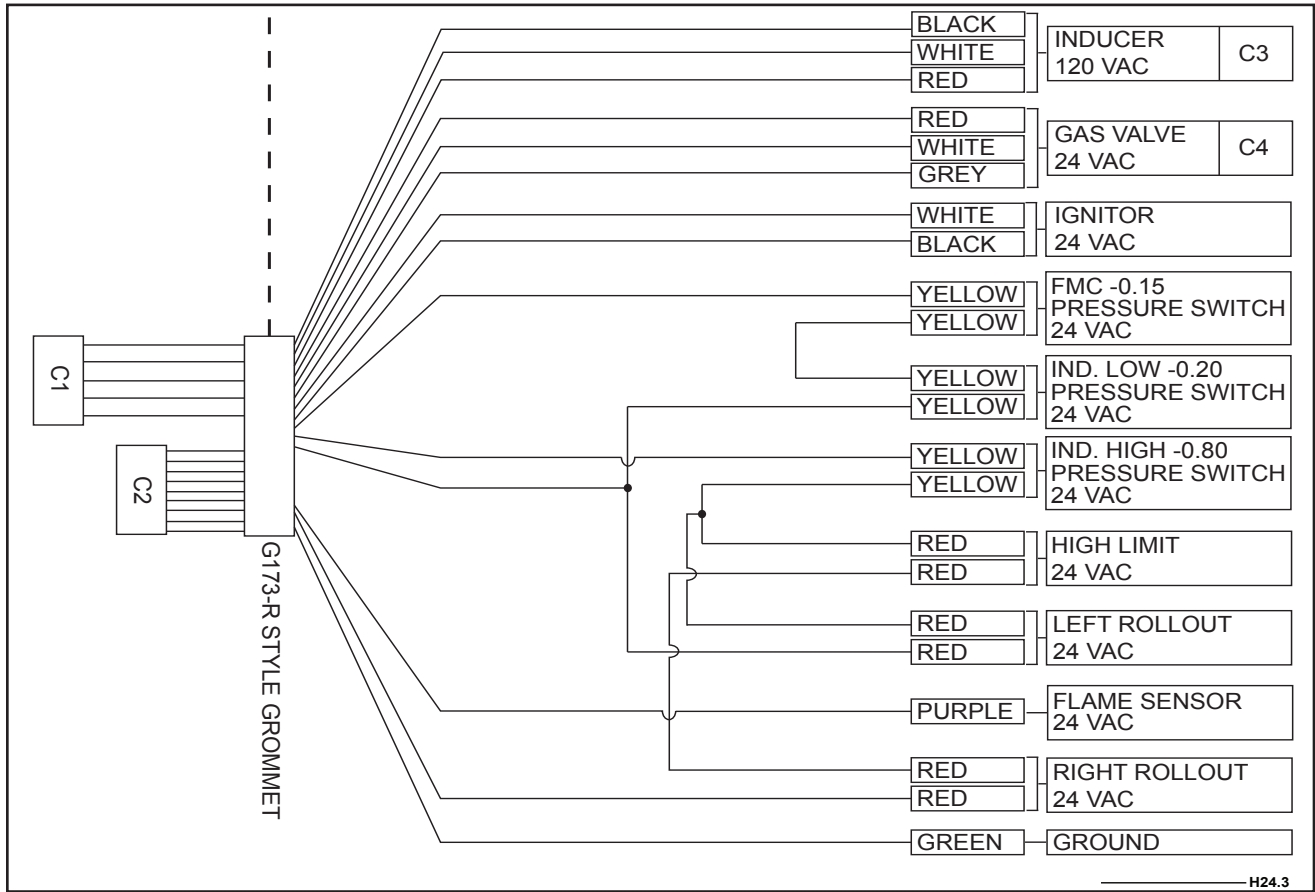 BLACK
WHITE
RED
INDUCER
120 VAC
C3
RED
WHITE
GREY
GAS VALVE
24 VAC
C4
WHITE
BLACK
IGNITOR
24 VAC
YELLOW
YELLOW
FMC -0.15
PRESSURE SWITCH
24 VAC
YELLOW
YELLOW
IND. LOW -0.20
PRESSURE SWITCH
24 VAC
YELLOW
YELLOW
IND. HIGH -0.80
PRESSURE SWITCH
24 VAC
RED
RED
HIGH LIMIT
24 VAC
RED
RED
LEFT ROLLOUT
24 VAC
PURPLE
FLAME SENSOR
24 VAC
RED
RED
RIGHT ROLLOUT
24 VAC
GREEN
GROUND
C1
C2
G173-R STYLE GROMMET
H24.3